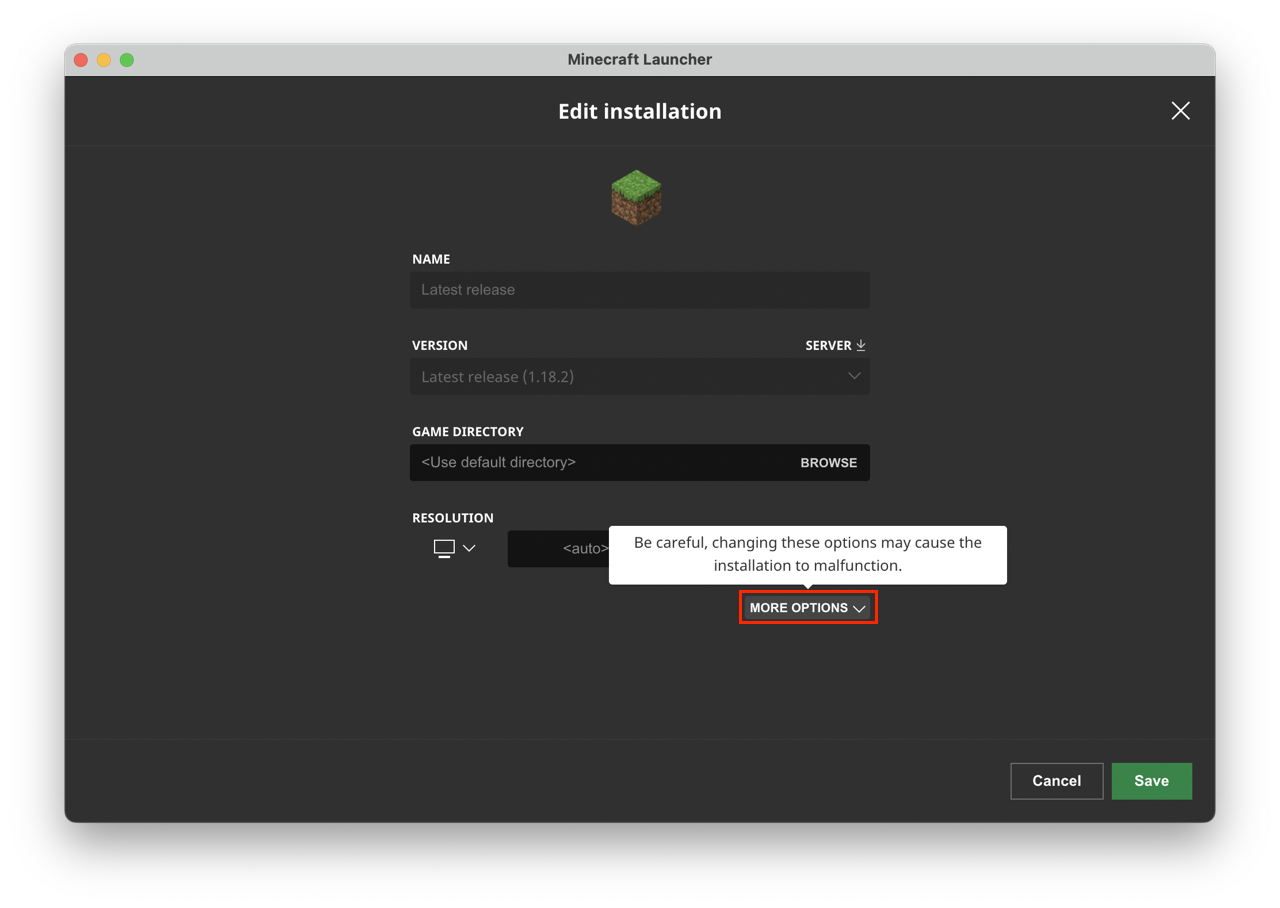 Minecraft Launcher
Edit installation
NAME
Latest release
VERSION
SERVER
Latest release (1.18.2)
GAME DIRECTORY
<Use default directory>
BROWSE
RESOLUTION
<auto>
Be careful, changing these options may cause the
installation to malfunction.
MORE OPTIONS
Cancel
Save